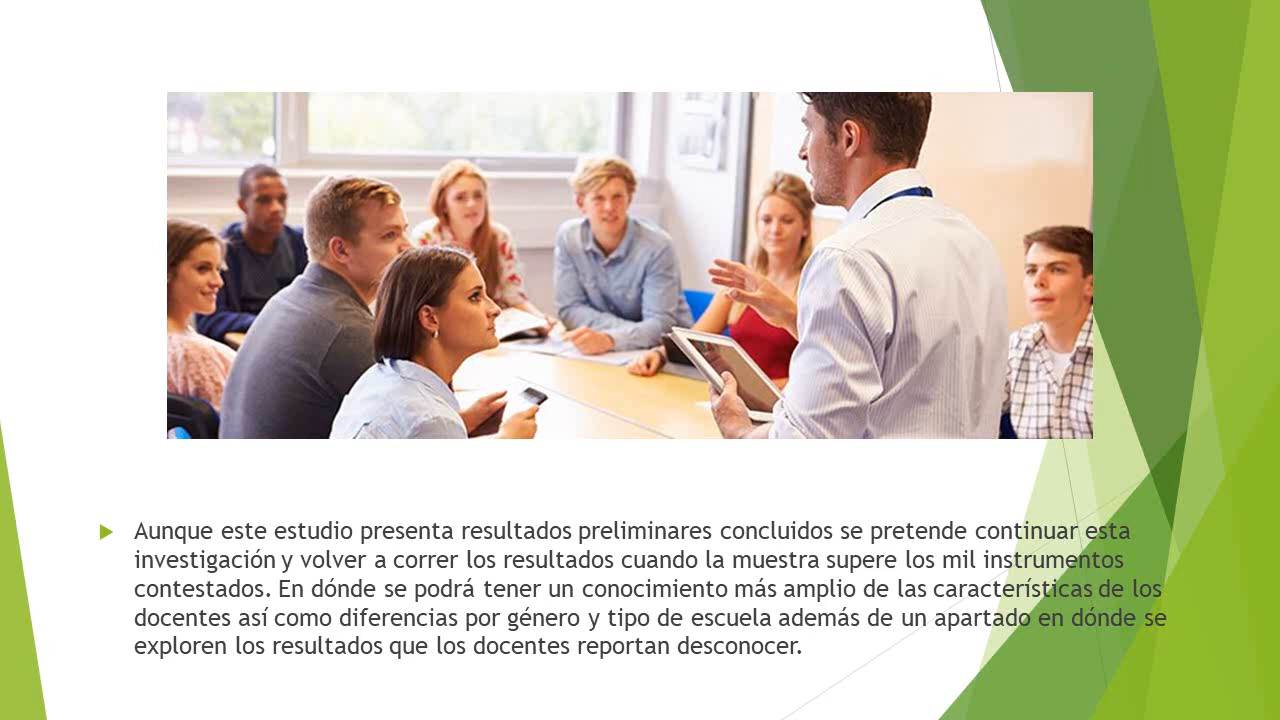 Aunque este estudio presenta resultados preliminares concluidos se pretende continuar esta
investigación y volver a correr los resultados cuando la muestra supere los mil instrumentos
contestados. En dónde se podrá tener un conocimiento más amplio de las características de los
docentes así como diferencias por género y tipo de escuela además de un apartado en dónde se
exploren los resultados que los docentes reportan desconocer.